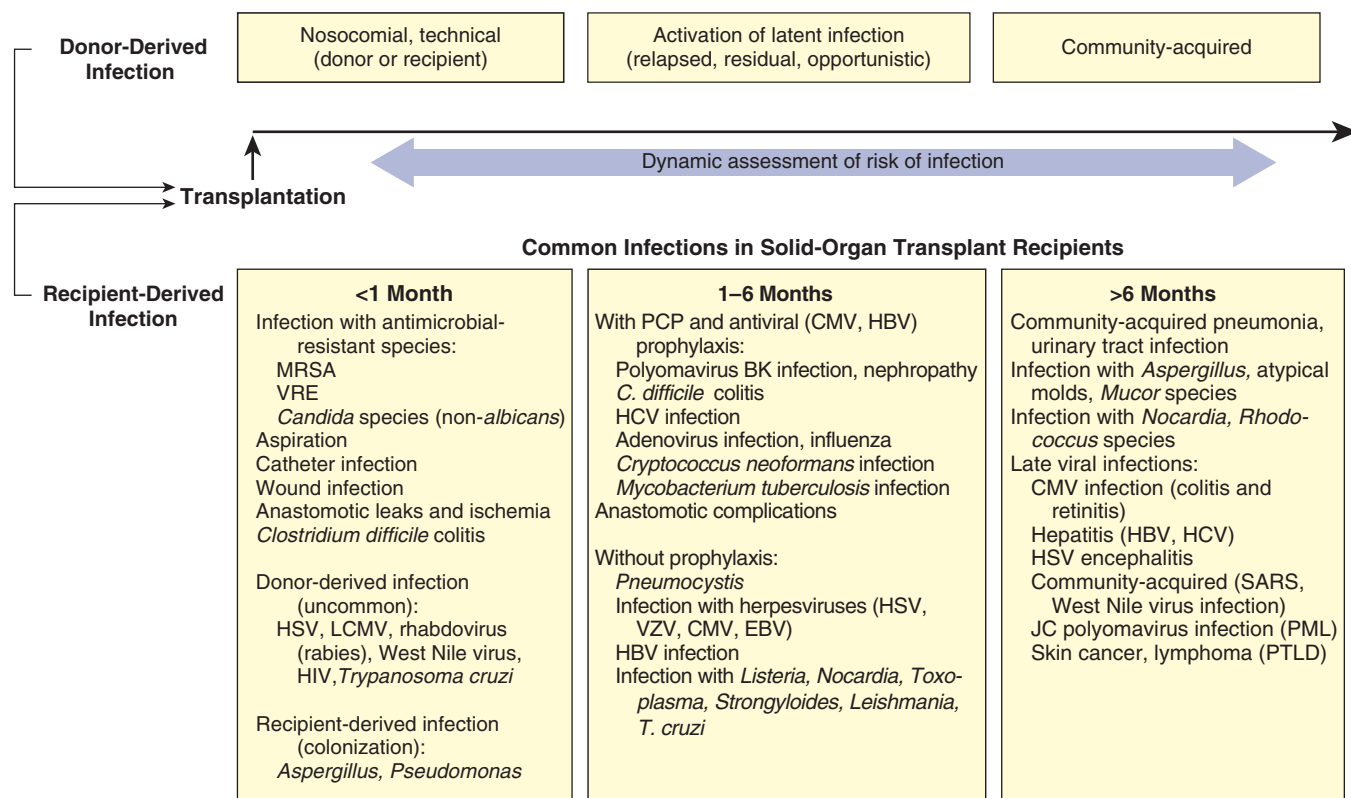 Donor-Derived
Infection
Nosocomial, technical
(donor or recipient)
Activation of latent infection
(relapsed, residual, opportunistic)
Community-acquired
Dynamic assessment of risk of infection
Transplantation
Common Infections in Solid-Organ Transplant Recipients
Recipient-Derived
Infection
<1 Month
Infection with antimicrobial-
resistant species:
MRSA
VRE
Candida species (non-albicans)
Aspiration
Catheter infection
Wound infection
Anastomotic leaks and ischemia
Clostridium difficile colitis
Donor-derived infection
(uncommon):
HSV, LCMV, rhabdovirus
(rabies), West Nile virus,
HIV,Trypanosoma cruzi
Recipient-derived infection
(colonization):
Aspergillus, Pseudomonas
1–6 Months
With PCP and antiviral (CMV, HBV)
prophylaxis:
Polyomavirus BK infection, nephropathy
C. difficile colitis
HCV infection
Adenovirus infection, influenza
Cryptococcus neoformans infection
Mycobacterium tuberculosis infection
Anastomotic complications
Without prophylaxis:
Pneumocystis
Infection with herpesviruses (HSV,
VZV, CMV, EBV)
HBV infection
Infection with Listeria, Nocardia, Toxo-
plasma, Strongyloides, Leishmania,
T. cruzi
>6 Months
Community-acquired pneumonia,
urinary tract infection
Infection with Aspergillus, atypical
molds, Mucor species
Infection with Nocardia, Rhodo-
coccus species
Late viral infections:
CMV infection (colitis and
retinitis)
Hepatitis (HBV, HCV)
HSV encephalitis
Community-acquired (SARS,
West Nile virus infection)
JC polyomavirus infection (PML)
Skin cancer, lymphoma (PTLD)